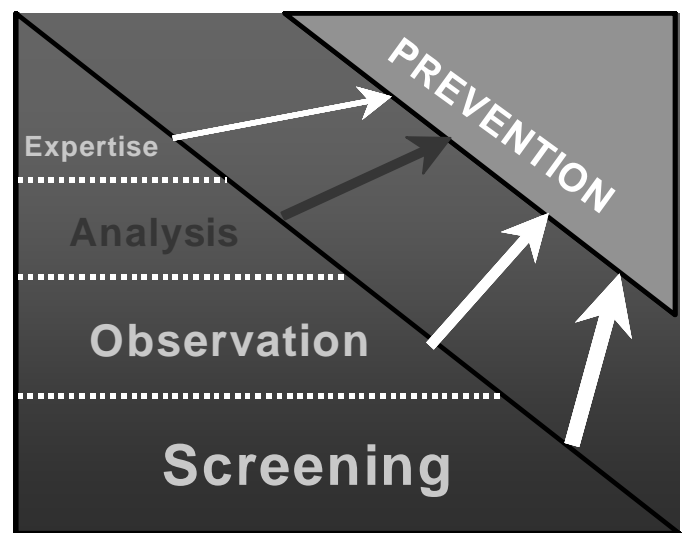 PREVENTION
Expertise
Analysis
Observation
Screening